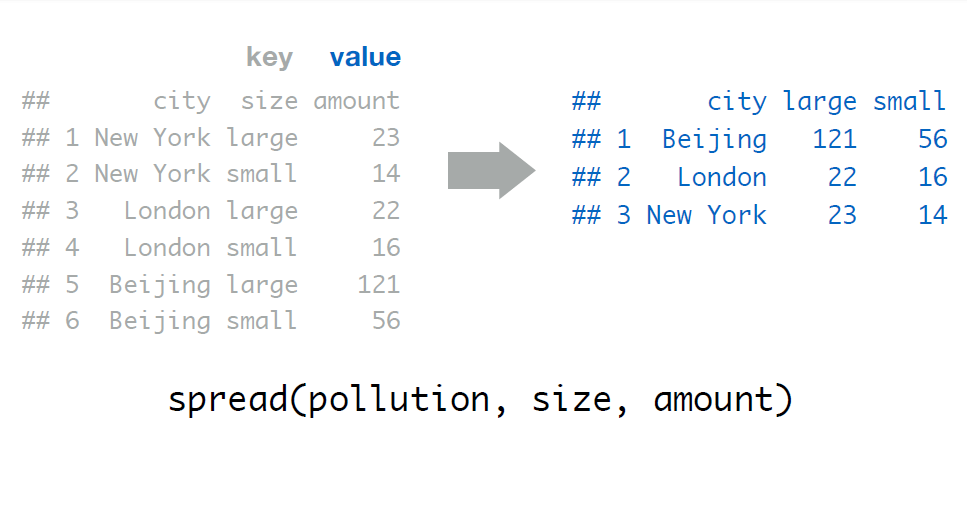 key value
##       city  size amount
## 1 New York large     23
## 2 New York small     14
## 3   London large     22
## 4   London small     16
## 5  Beijing large    121
## 6  Beijing small     56
##       city large small
## 1  Beijing   121    56
## 2   London    22    16
## 3 New York    23    14
spread(pollution, size, amount)